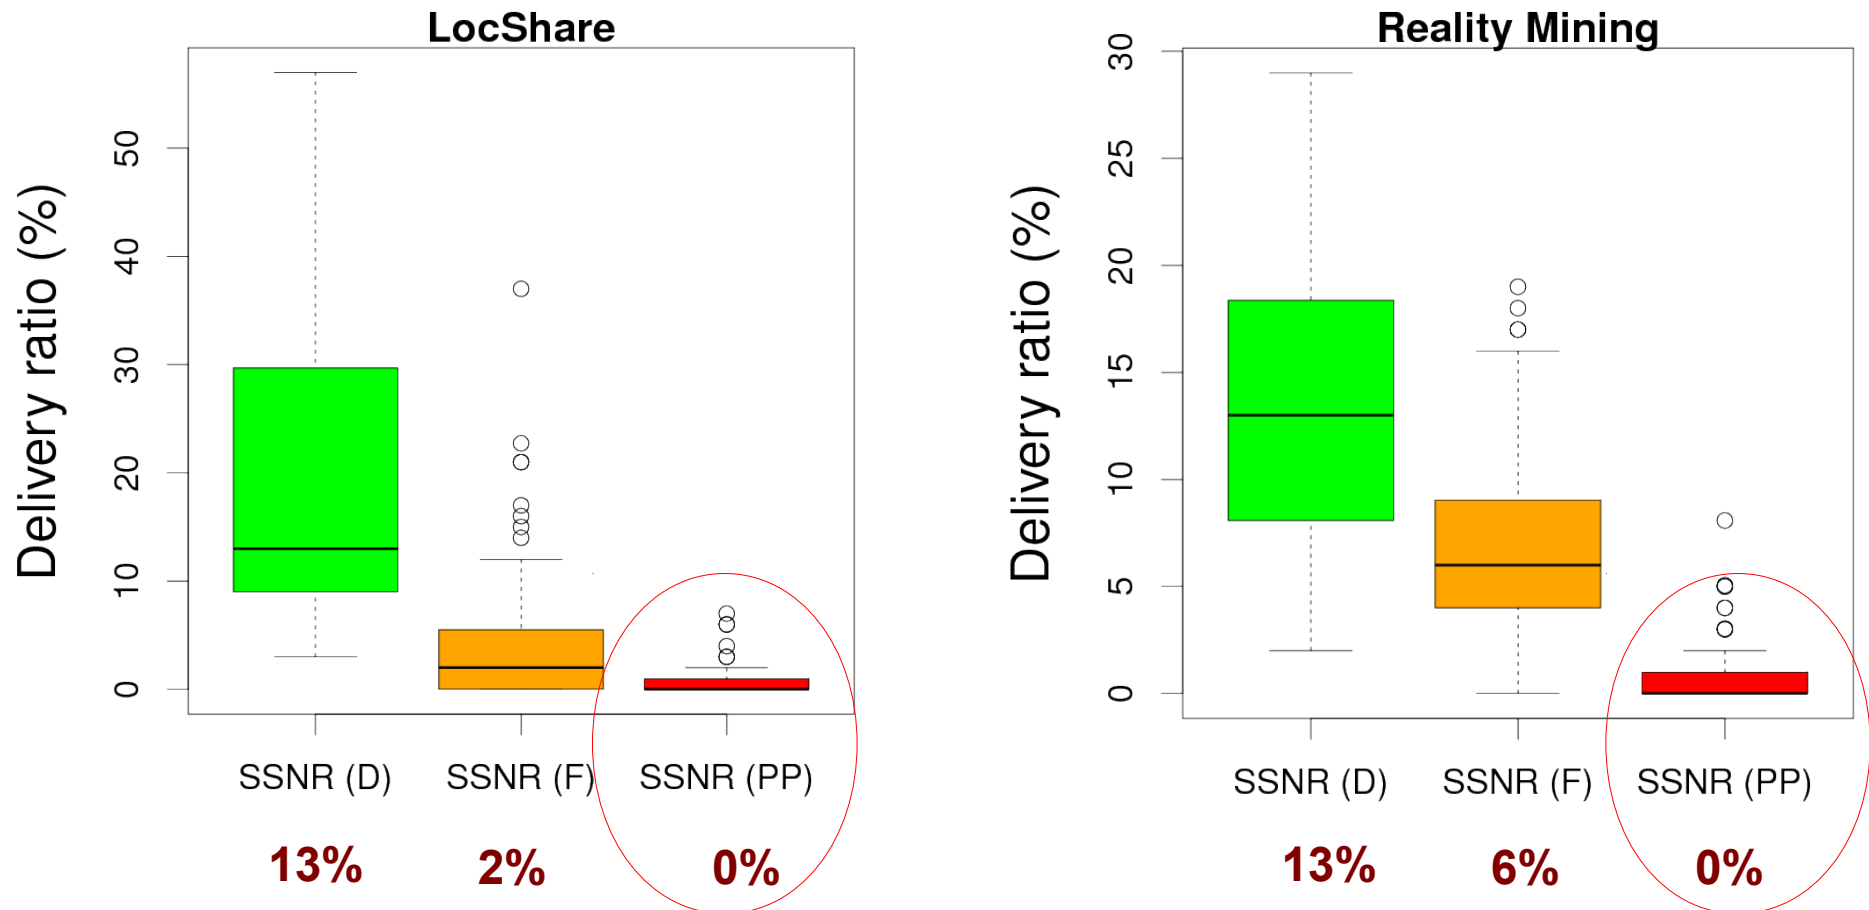 LocShare
Delivery ratio (%)
50
40
30
20
10
0
SSNR (D) SSNR (F) SSNR (PP)
13% 2% 0%
Reality Mining
Delivery ratio (%)
30
25
20
15
10
5
0
SSNR (D) SSNR (F) SSNR (PP)
13% 6% 0%